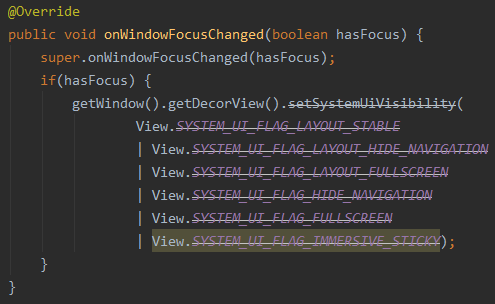 @Override
public void onWindowFocusChanged(boolean hasFocus) {
super.onWindowFocusChanged(hasFocus);
if(hasFocus) {
getWindow().getDecorView().setSystemUiVisibility(
View.SYSTEM_UI_FLAG_LAYOUT_STABLE
| View.SYSTEM_UI_FLAG_LAYOUT_HIDE_NAVIGATION
| View.SYSTEM_UI_FLAG_LAYOUT_FULLSCREEN
| View.SYSTEM_UI_FLAG_HIDE_NAVIGATION
| View.SYSTEM_UI_FLAG_FULLSCREEN
| View.SYSTEM_UI_FLAG_IMMERSIVE_STICKY);
}
}